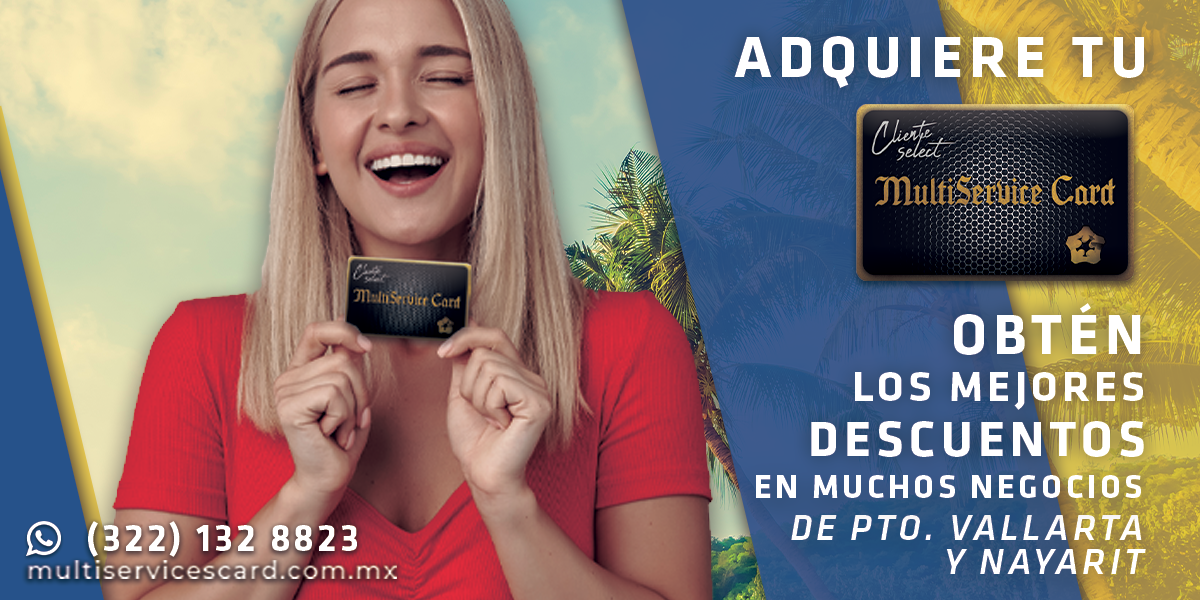 ADQUIERE TU
Cliente
select
MultiService Card
Cliente
select
MultiService Card
OBTÉN
LOS MEJORES
DESCUENTOS
EN MUCHOS NEGOCIOS
DE PTO. VALLARTA
Y NAYARIT
(322) 132 8823
multiservicescard.com.mx